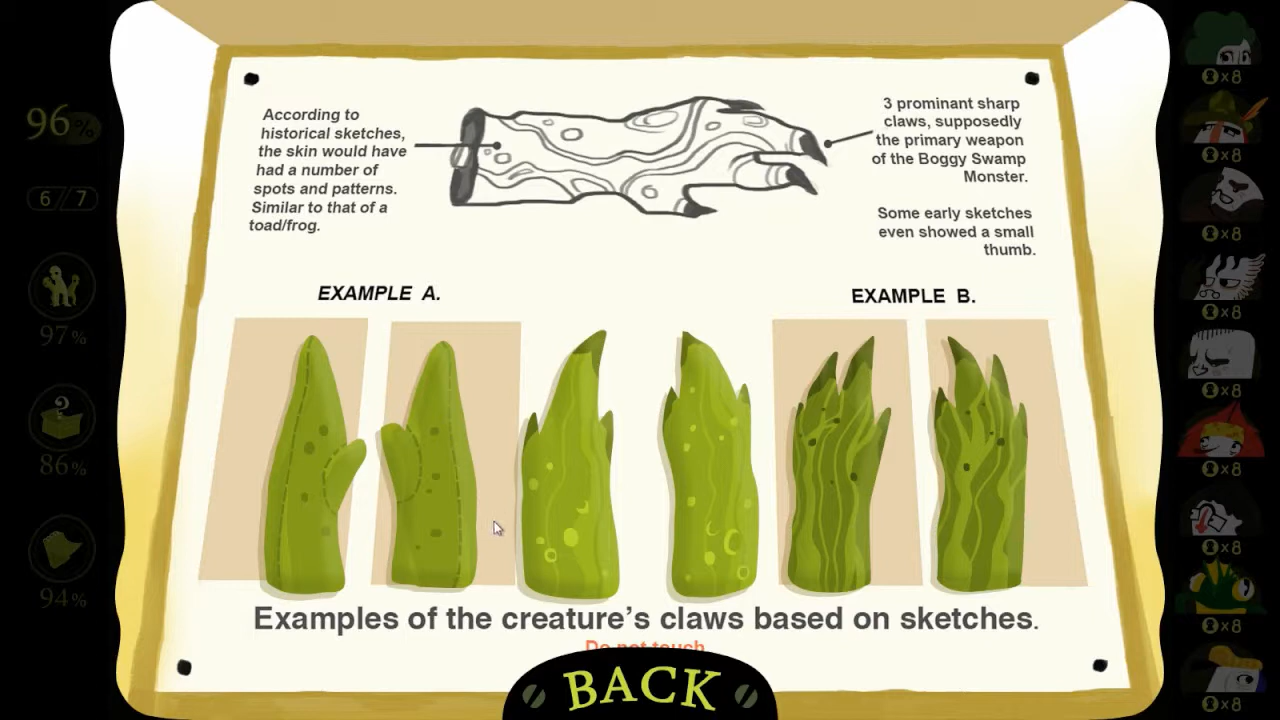 96%
6/7
97%
86%
94%
According to
historical sketches,
the skin would have
had a number of
spots and patterns.
Similar to that of a
toad/frog.
3 prominant sharp
claws, supposedly
the primary weapon
of the Boggy Swamp
Monster.
Some early sketches
even showed a small
thumb.
EXAMPLE A.
EXAMPLE B.
Examples of the creature's claws based on sketches.
Do not touch
BACK
x8
x8
x8
x8
x8
x8
x8
x8
x8